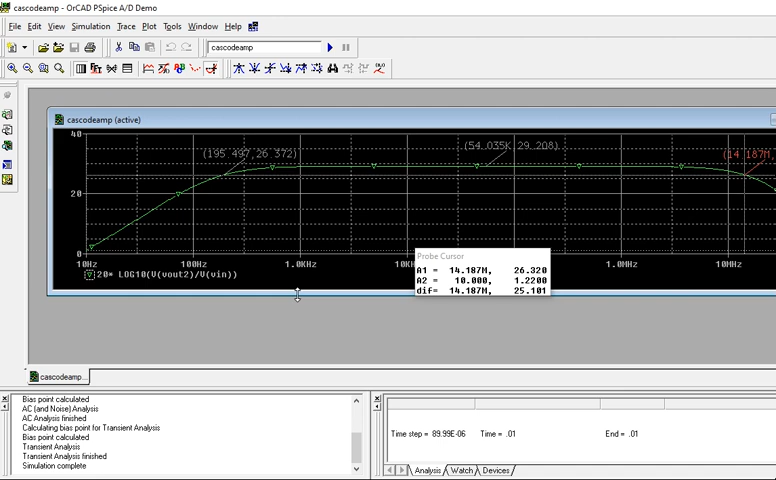 cascodeamp - OrCAD PSpice A/D Demo
File Edit View Simulation Trace Plot Tools Window Help
cascodeamp
cascodeamp (active)
40
(195.497,26.372)
(54.035K,29.208)
(14.187M,
20
0
10Hz 100Hz 1.0KHz 1.0MHz 10MHz
20* LOG10(V(vout2)/V(vin))
Probe Cursor
A1 = 14.187M, 26.320
A2 = 10.000, 1.2200
dif= 14.187M, 25.101
cascodeamp...
Bias point calculated
AC (and Noise) Analysis
AC Analysis finished
Calculating bias point for Transient Analysis
Bias point calculated
Transient Analysis
Transient Analysis finished
Simulation complete
Time step = 89.99E-06 Time = .01 End = .01
Analysis Watch Devices